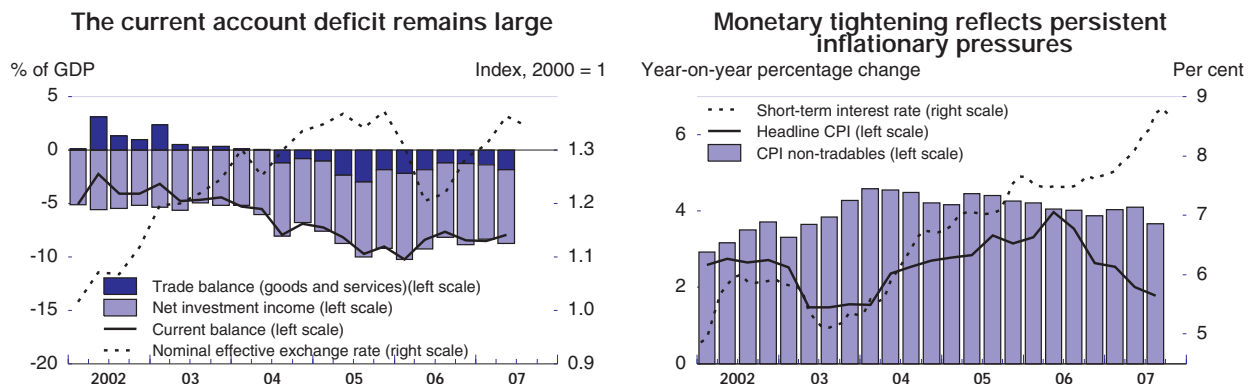 The current account deficit remains large
% of GDP
Index, 2000 = 1
5
0
-5
-10
-15
-20
1.3
1.2
1.1
1.0
0.9
Trade balance (goods and services)(left scale)
Net investment income (left scale)
Current balance (left scale)
Nominal effective exchange rate (right scale)
2002 03 04 05 06 07
Monetary tightening reflects persistent
inflationary pressures
Year-on-year percentage change
Per cent
6
4
2
0
9
8
7
6
5
Short-term interest rate (right scale)
Headline CPI (left scale)
CPI non-tradables (left scale)
2002 03 04 05 06 07